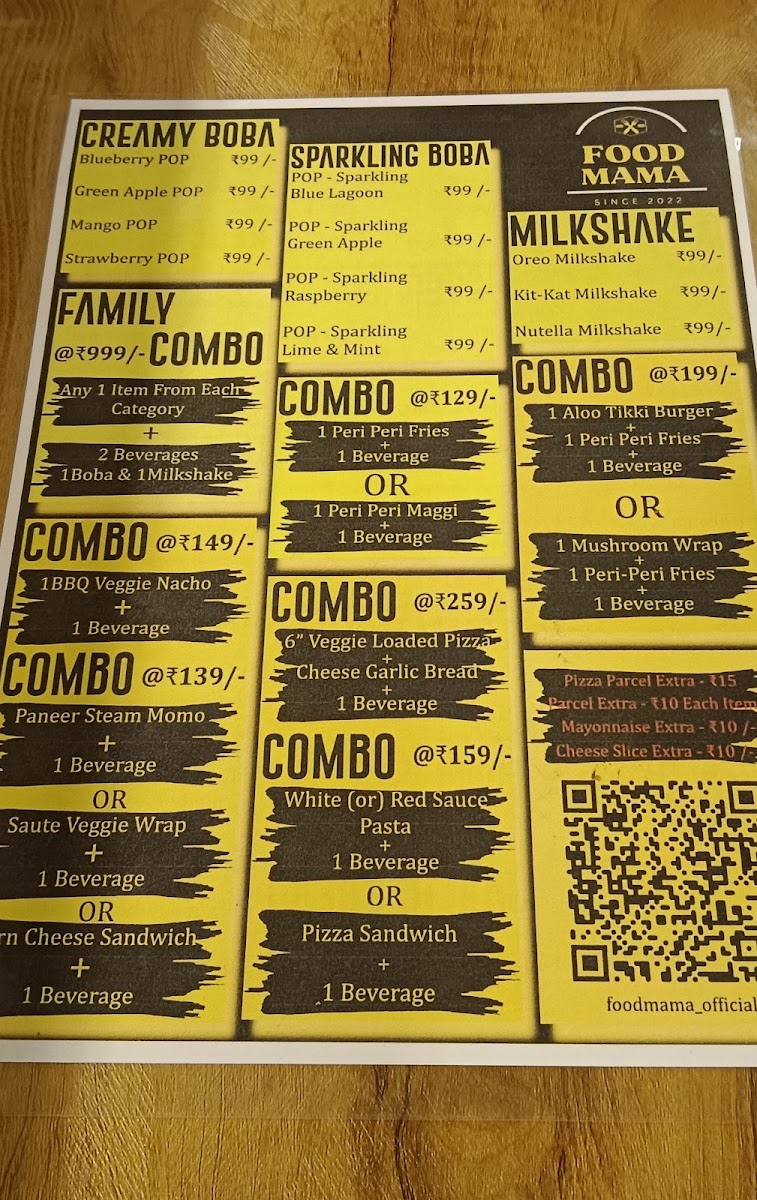 CREAMY BOBA
Blueberry POP ₹99 /-
Green Apple POP ₹99 /-
Mango POP ₹99 /-
Strawberry POP ₹99 /-
FAMILY
@₹999/- COMBO
Any 1 Item From Each
Category
+
2 Beverages
1Boba & 1Milkshake
COMBO @₹149/-
1BBQ Veggie Nacho
+
1 Beverage
COMBO @₹139/-
Paneer Steam Momo
+
1 Beverage
OR
Saute Veggie Wrap
+
1 Beverage
OR
rn Cheese Sandwich
+
1 Beverage
SPARKLING BOBA
POP - Sparkling
Blue Lagoon ₹99 /-
POP - Sparkling
Green Apple ₹99 /-
POP - Sparkling
Raspberry ₹99 /-
POP - Sparkling
Lime & Mint ₹99 /-
COMBO @₹129/-
1 Peri Peri Fries
+
1 Beverage
OR
1 Peri Peri Maggi
+
1 Beverage
COMBO @₹259/-
6” Veggie Loaded Pizza
+
Cheese Garlic Bread
+
1 Beverage
COMBO @₹159/-
White (or) Red Sauce
Pasta
+
1 Beverage
OR
Pizza Sandwich
+
1 Beverage
FOOD
MAMA
SINCE 2022
MILKSHAKE
Oreo Milkshake ₹99/-
Kit-Kat Milkshake ₹99/-
Nutella Milkshake ₹99/-
COMBO @₹199/-
1 Aloo Tikki Burger
+
1 Peri Peri Fries
+
1 Beverage
OR
1 Mushroom Wrap
+
1 Peri-Peri Fries
+
1 Beverage
Pizza Parcel Extra - ₹15
Parcel Extra - ₹10 Each Item
Mayonnaise Extra - ₹10 /-
Cheese Slice Extra - ₹10 /-
foodmama_official